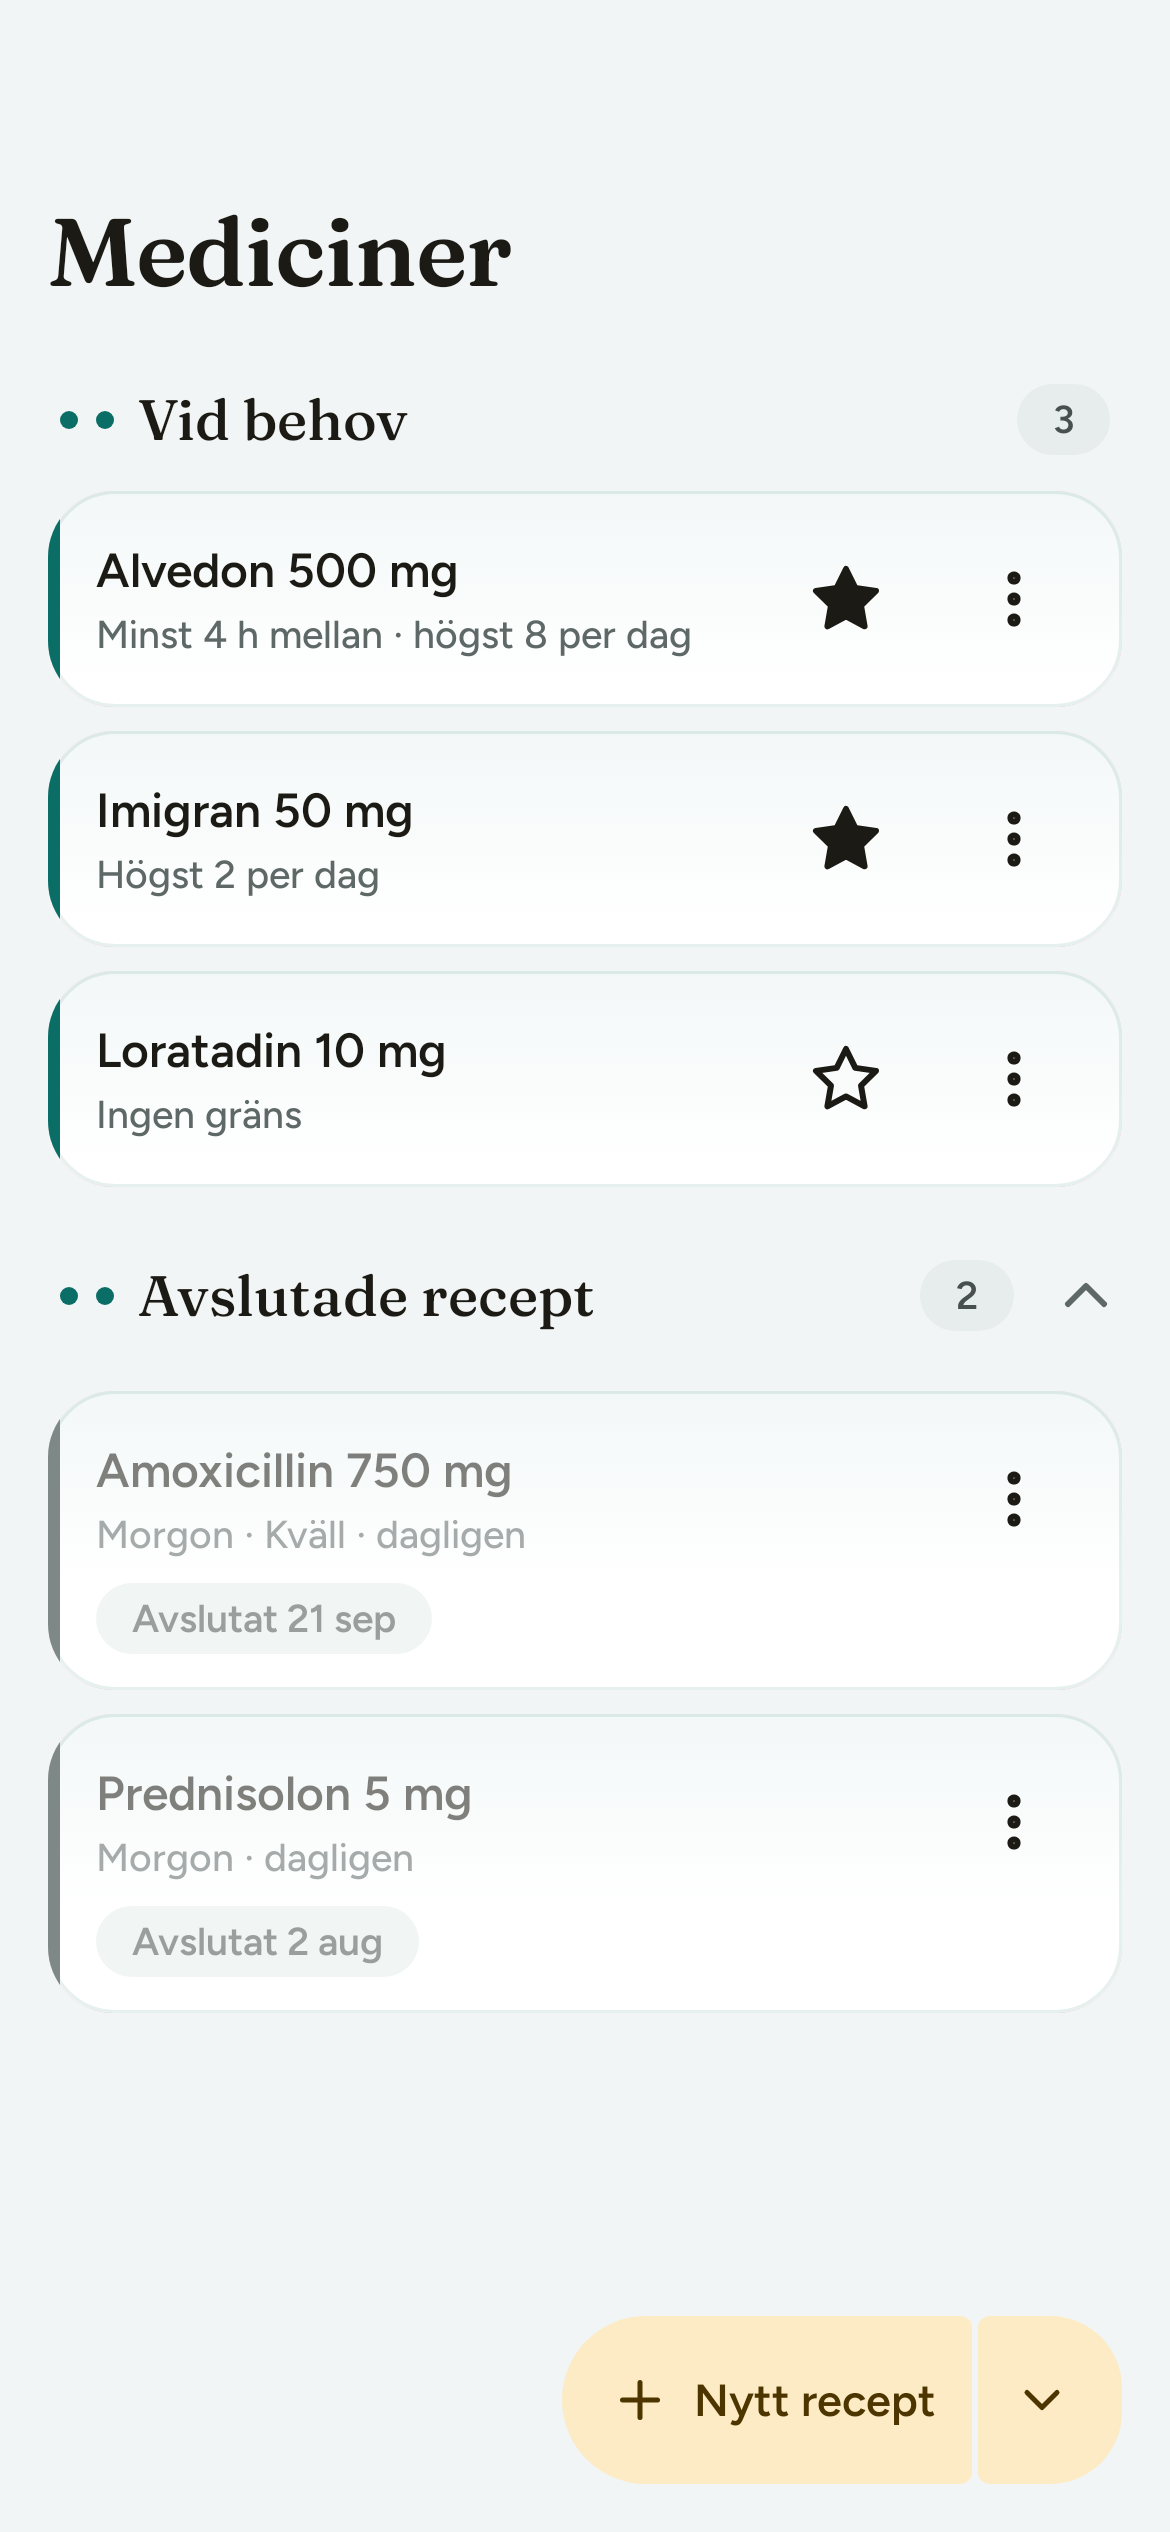 Mediciner
Vid behov
3
Alvedon 500 mg
Minst 4 h mellan · högst 8 per dag
Imigran 50 mg
Högst 2 per dag
Loratadin 10 mg
Ingen gräns
Avslutade recept
2
Amoxicillin 750 mg
Morgon · Kväll · dagligen
Avslutat 21 sep
Prednisolon 5 mg
Morgon · dagligen
Avslutat 2 aug
Nytt recept